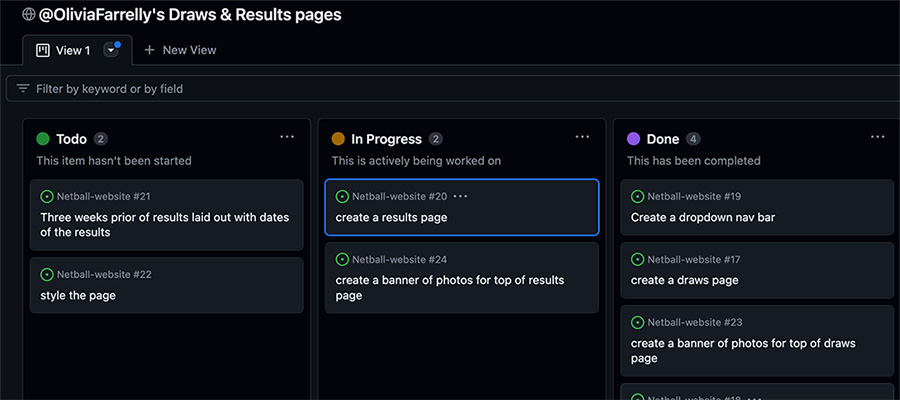 @OliviaFarrelly's Draws & Results pages
View 1
New View
Filter by keyword or by field
Todo 2
This item hasn't been started
Netball-website #21
Three weeks prior of results laid out with dates
of the results
Netball-website #22
style the page
In Progress 2
This is actively being worked on
Netball-website #20
create a results page
Netball-website #24
create a banner of photos for top of results
page
Done 4
This has been completed
Netball-website #19
Create a dropdown nav bar
Netball-website #17
create a draws page
Netball-website #23
create a banner of photos for top of draws
page
Netball-website #18